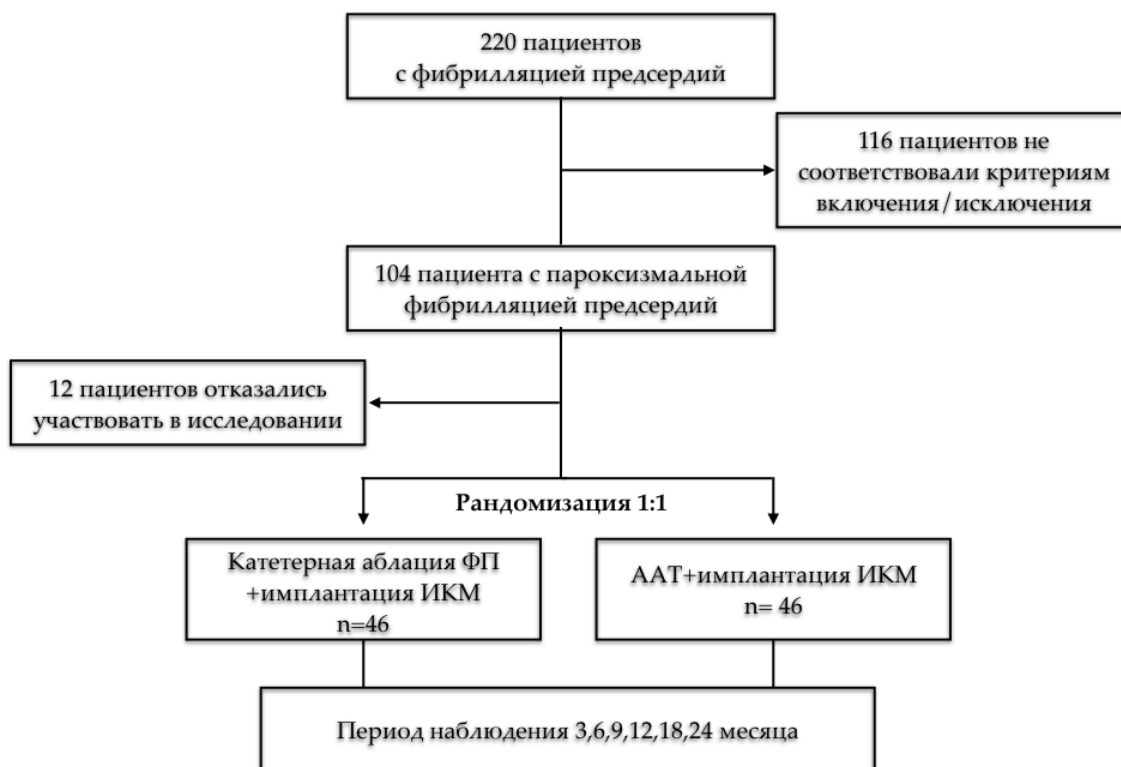 220 пациентов
с фибрилляцией предсердий
116 пациентов не
соответствовали критериям
включения/исключения
104 пациента с пароксизмальной
фибрилляцией предсердий
12 пациентов отказались
участвовать в исследовании
Рандомизация 1:1
Катетерная аблация ФП
+имплантация ИКМ
n=46
ААТ+имплантация ИКМ
n= 46
Период наблюдения 3,6,9,12,18,24 месяца